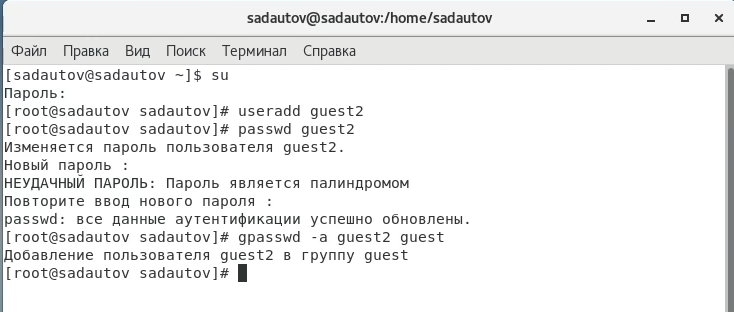 sadautov@sadautov:/home/sadautov
Файл Правка Вид Поиск Терминал Справка
[sadautov@sadautov ~]$ su
Пароль:
[root@sadautov sadautov]# useradd guest2
[root@sadautov sadautov]# passwd guest2
Изменяется пароль пользователя guest2.
Новый пароль :
НЕУДАЧНЫЙ ПАРОЛЬ: Пароль является палиндромом
Повторите ввод нового пароля :
passwd: все данные аутентификации успешно обновлены.
[root@sadautov sadautov]# gpasswd -a guest2 guest
Добавление пользователя guest2 в группу guest
[root@sadautov sadautov]#